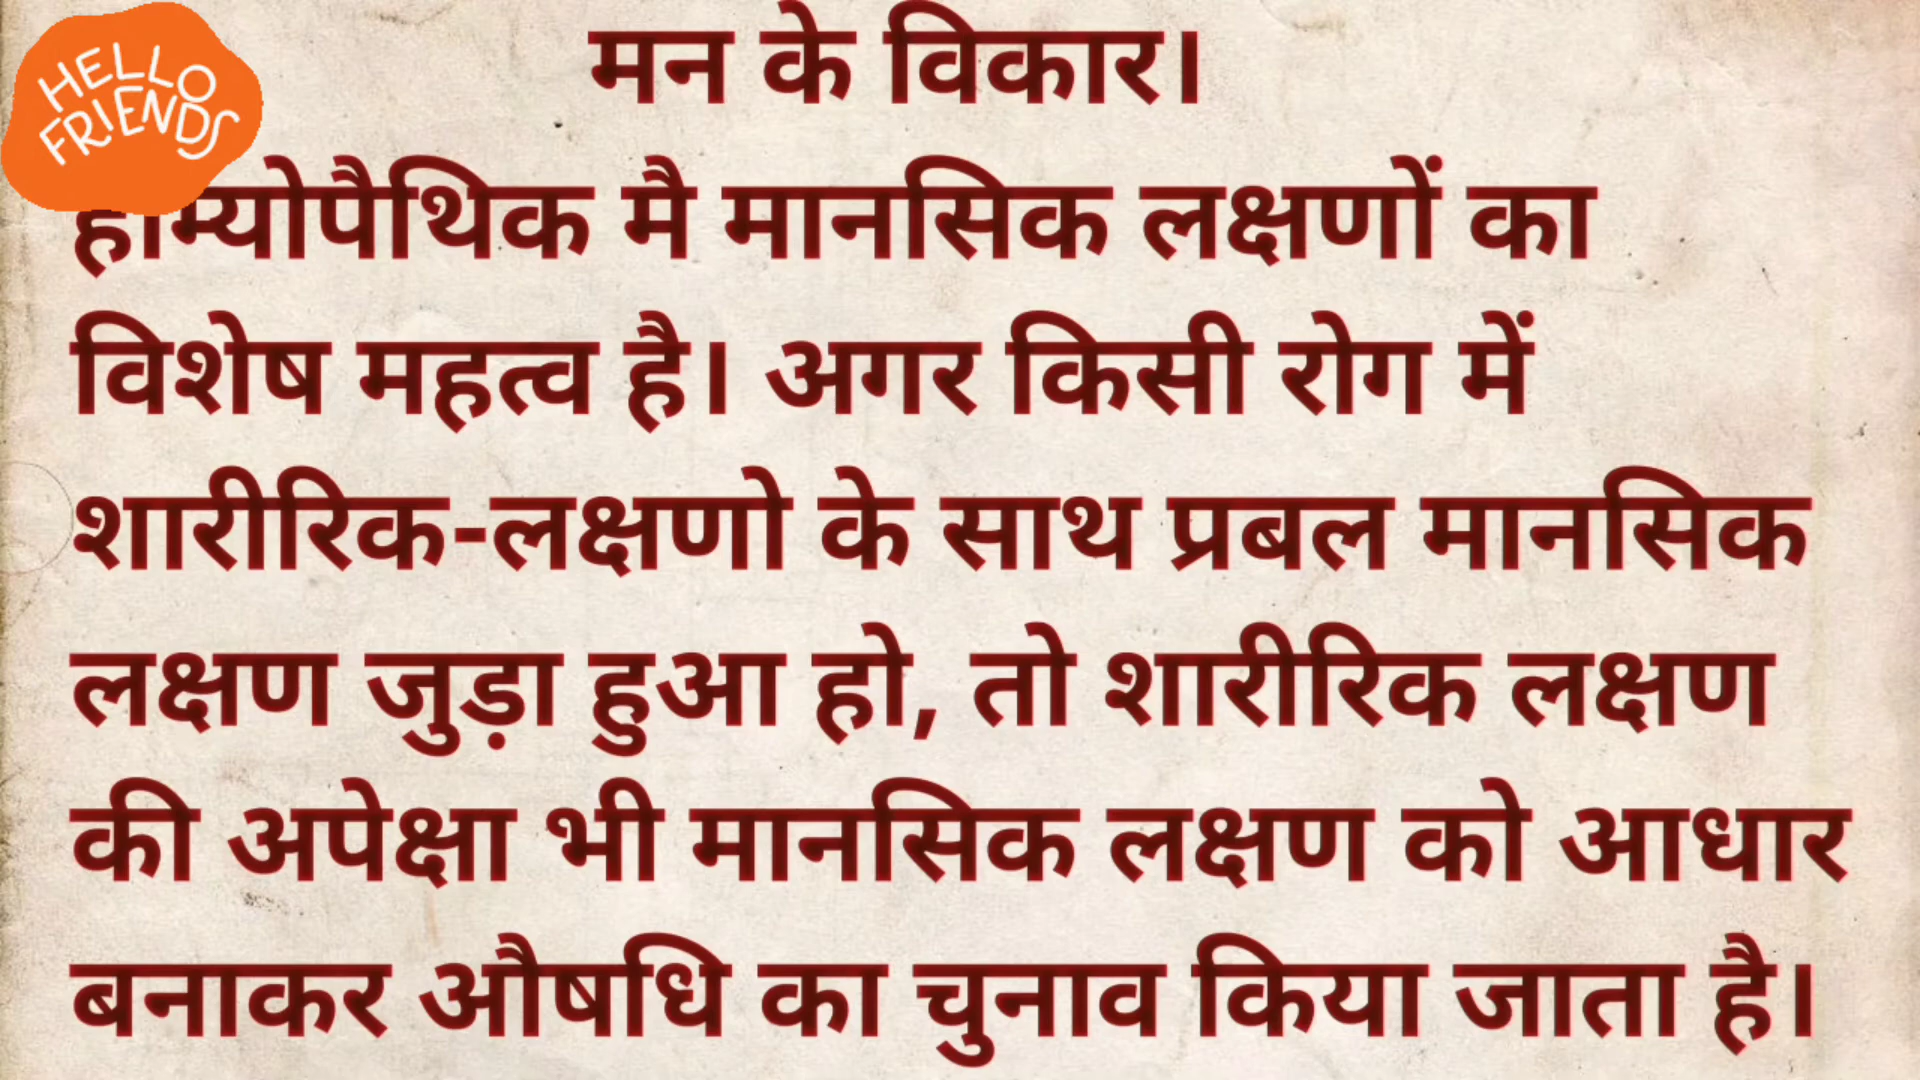 HELLO
FRIENDS
मन के विकार।
होम्योपैथिक मै मानसिक लक्षणों का
विशेष महत्व है। अगर किसी रोग में
शारीरिक-लक्षणो के साथ प्रबल मानसिक
लक्षण जुड़ा हुआ हो, तो शारीरिक लक्षण
की अपेक्षा भी मानसिक लक्षण को आधार
बनाकर औषधि का चुनाव किया जाता है।